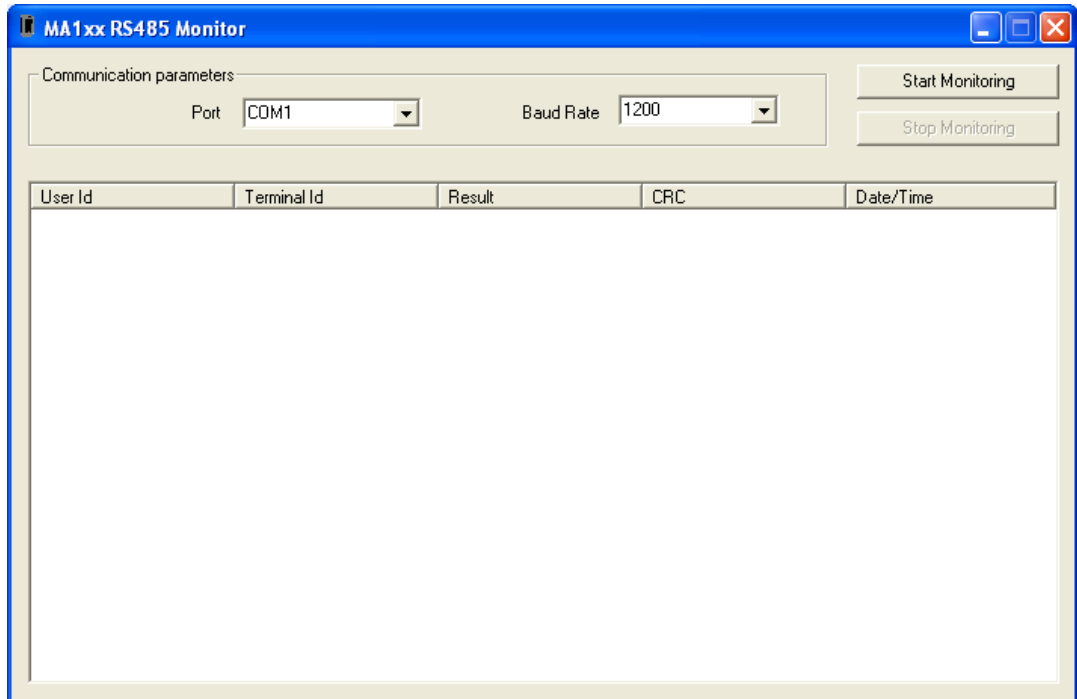 MA1xx RS485 Monitor
Communication parameters
Port COM1 Baud Rate 1200
Start Monitoring
Stop Monitoring
User Id Terminal Id Result CRC Date/Time